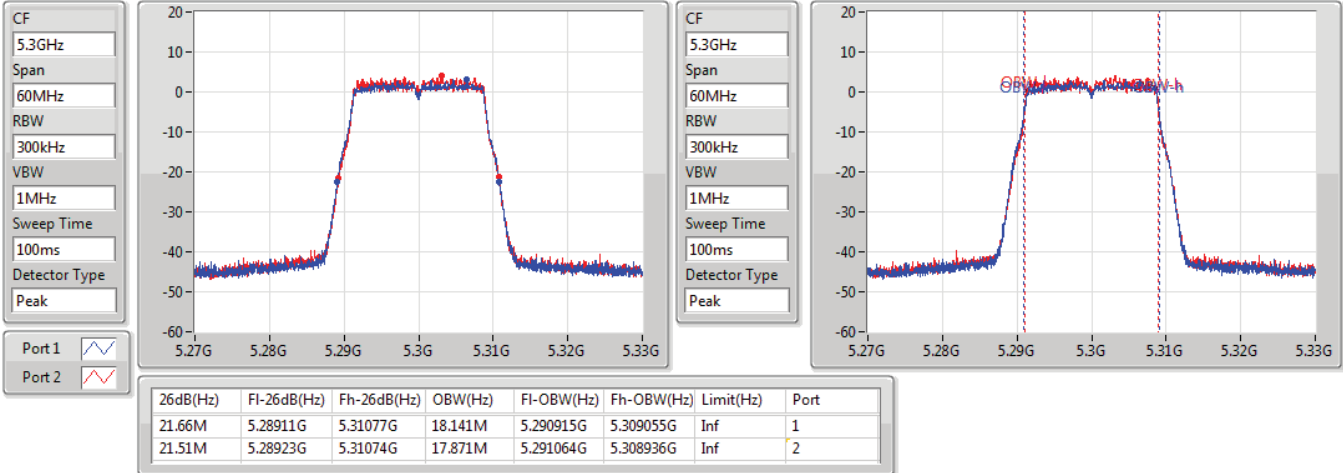 CF
5.3GHz
Span
60MHz
RBW
300kHz
VBW
1MHz
Sweep Time
100ms
Detector Type
Peak
20
10
0
-10
-20
-30
-40
-50
-60
5.27G 5.28G 5.29G 5.3G 5.31G 5.32G 5.33G
Port 1
Port 2
CF
5.3GHz
Span
60MHz
RBW
300kHz
VBW
1MHz
Sweep Time
100ms
Detector Type
Peak
20
10
0
-10
-20
-30
-40
-50
-60
5.27G 5.28G 5.29G 5.3G 5.31G 5.32G 5.33G
26dB(Hz) Fl-26dB(Hz) Fh-26dB(Hz) OBW(Hz) Fl-OBW(Hz) Fh-OBW(Hz) Limit(Hz) Port
21.66M 5.28911G 5.31077G 18.141M 5.290915G 5.309055G Inf 1
21.51M 5.28923G 5.31074G 17.871M 5.291064G 5.308936G Inf 2